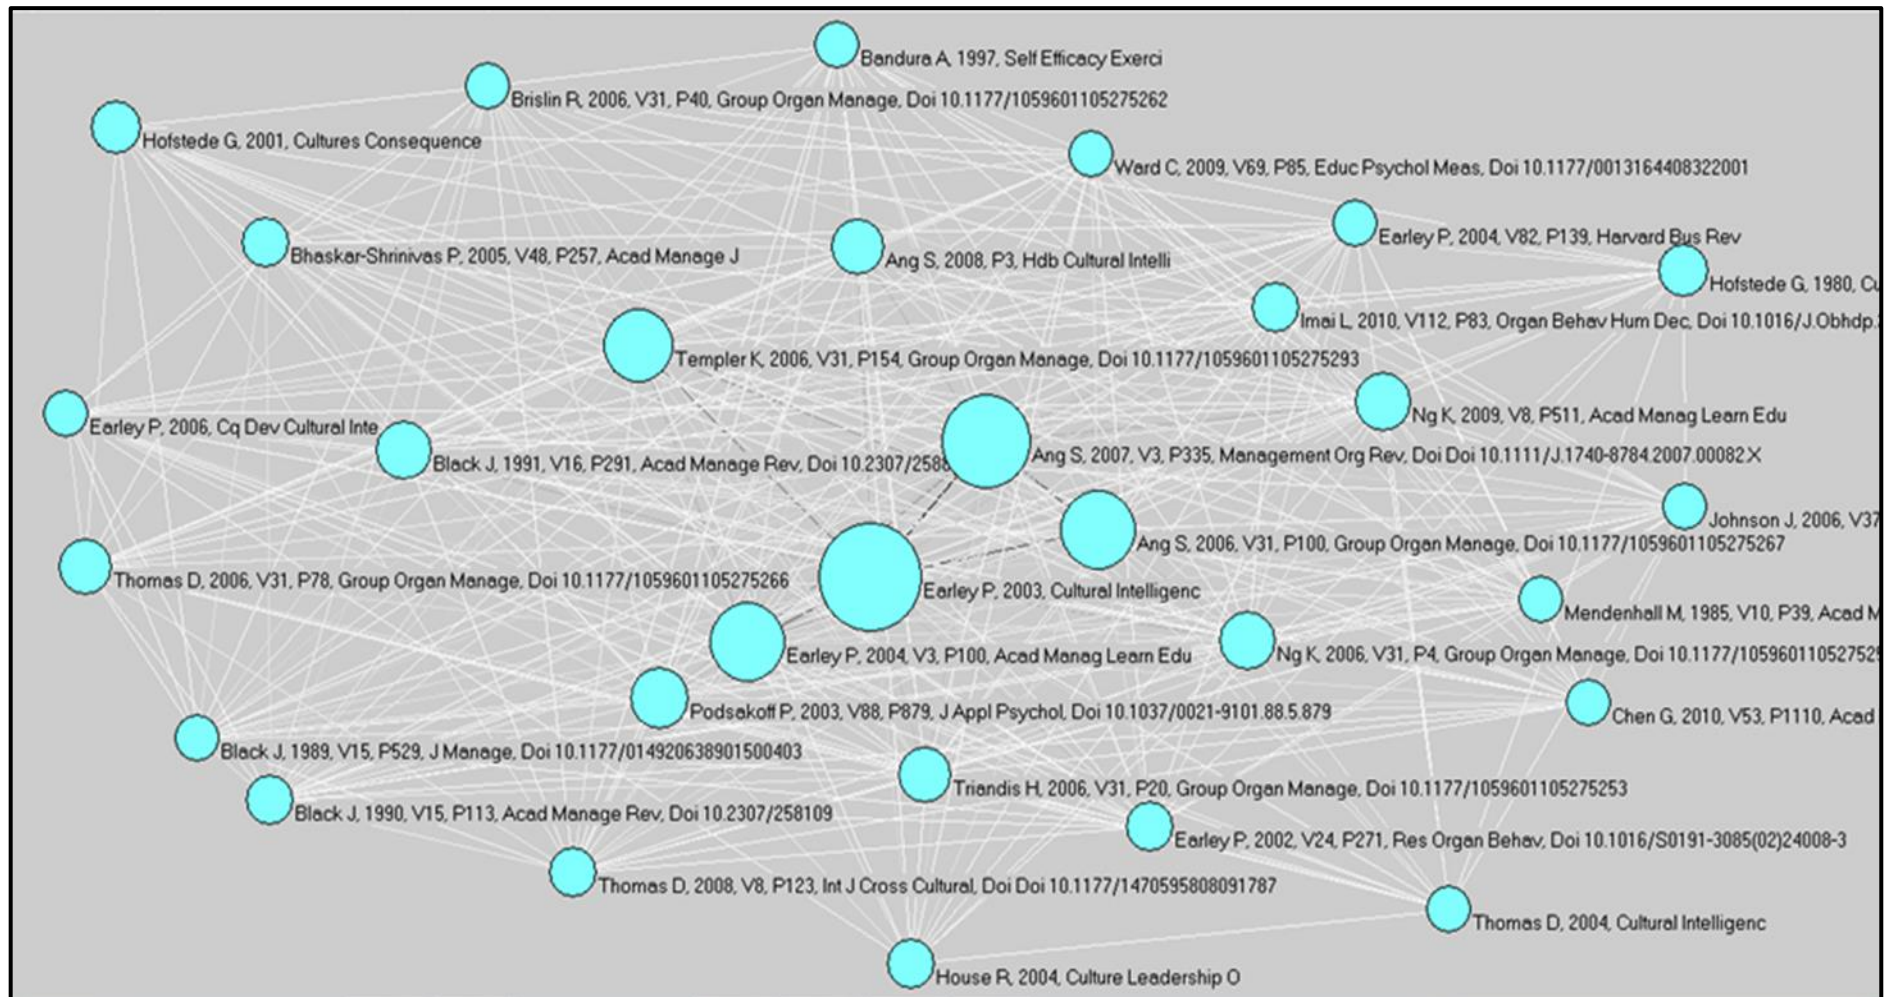 Bandura A, 1997, Self Efficacy Exerci
Brislin R, 2006, V31, P40, Group Organ Manage, Doi 10.1177/1059601105275262
Hofstede G, 2001, Cultures Consequence
Ward C, 2009, V69, P85, Educ Psychol Meas, Doi 10.1177/0013164408322001
Earley P, 2004, V82, P139, Harvard Bus Rev
Bhaskar-Shrinivas P, 2005, V48, P257, Acad Manage J
Ang S, 2008, P3, Hdb Cultural Intelli
Hofstede G, 1980, Cu
Imai L, 2010, V112, P83, Organ Behav Hum Dec, Doi 10.1016/J.Obhdp.
Templer K, 2006, V31, P154, Group Organ Manage, Doi 10.1177/1059601105275293
Ng K, 2009, V8, P511, Acad Manag Learn Edu
Earley P, 2006, Cq Dev Cultural Inte
Black J, 1991, V16, P291, Acad Manage Rev, Doi 10.2307/2588
Ang S, 2007, V3, P335, Management Org Rev, Doi Doi 10.1111/J.1740-8784.2007.00082.X
Johnson J, 2006, V37
Ang S, 2006, V31, P100, Group Organ Manage, Doi 10.1177/1059601105275267
Thomas D, 2006, V31, P78, Group Organ Manage, Doi 10.1177/1059601105275266
Earley P, 2003, Cultural Intelligenc
Mendenhall M, 1985, V10, P39, Acad M
Earley P, 2004, V3, P100, Acad Manag Learn Edu
Ng K, 2006, V31, P4, Group Organ Manage, Doi 10.1177/105960110527525
Podsakoff P, 2003, V88, P879, J Appl Psychol, Doi 10.1037/0021-9101.88.5.879
Chen G, 2010, V53, P1110, Acad
Black J, 1989, V15, P529, J Manage, Doi 10.1177/014920638901500403
Triandis H, 2006, V31, P20, Group Organ Manage, Doi 10.1177/1059601105275253
Black J, 1990, V15, P113, Acad Manage Rev, Doi 10.2307/258109
Earley P, 2002, V24, P271, Res Organ Behav, Doi 10.1016/S0191-3085(02)24008-3
Thomas D, 2008, V8, P123, Int J Cross Cultural, Doi Doi 10.1177/1470595808091787
Thomas D, 2004, Cultural Intelligenc
House R, 2004, Culture Leadership O